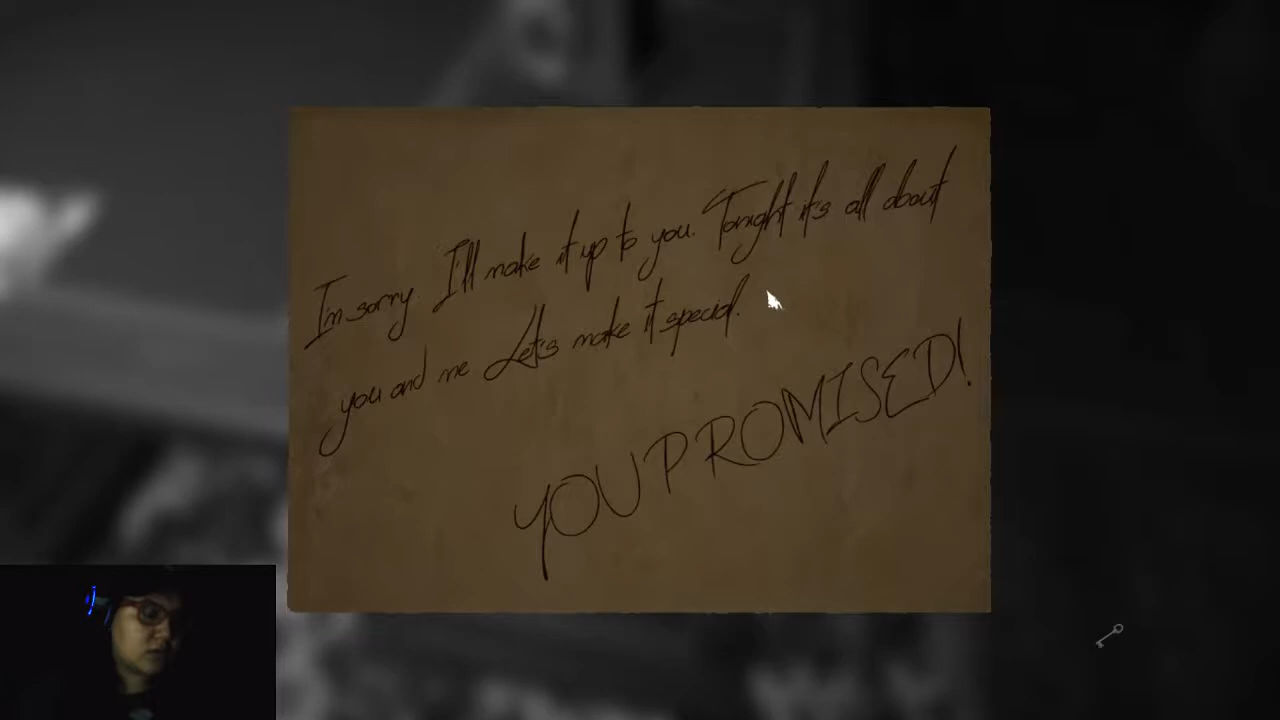 I'm sorry. I'll make it up to you. Tonight it's all about
you and me Let's make it special.
YOU PROMISED!